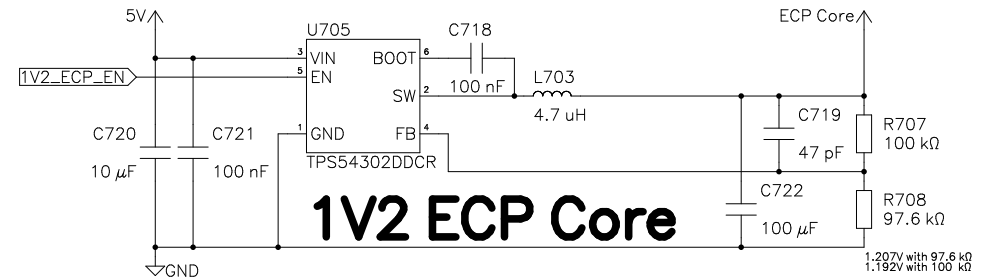 5V
ECP Core
U705
C718
3
VIN
BOOT
6
1V2_ECP_EN
5
EN
100 nF
L703
SW
2
4.7 uH
C720
C721
1
GND
FB
4
C719
R707
100 kΩ
10 μF
100 nF
47 pF
TPS54302DDCR
C722
R708
1V2 ECP Core
100 μF
97.6 kΩ
GND
1.207V with 97.6 kΩ
1.192V with 100 kΩ